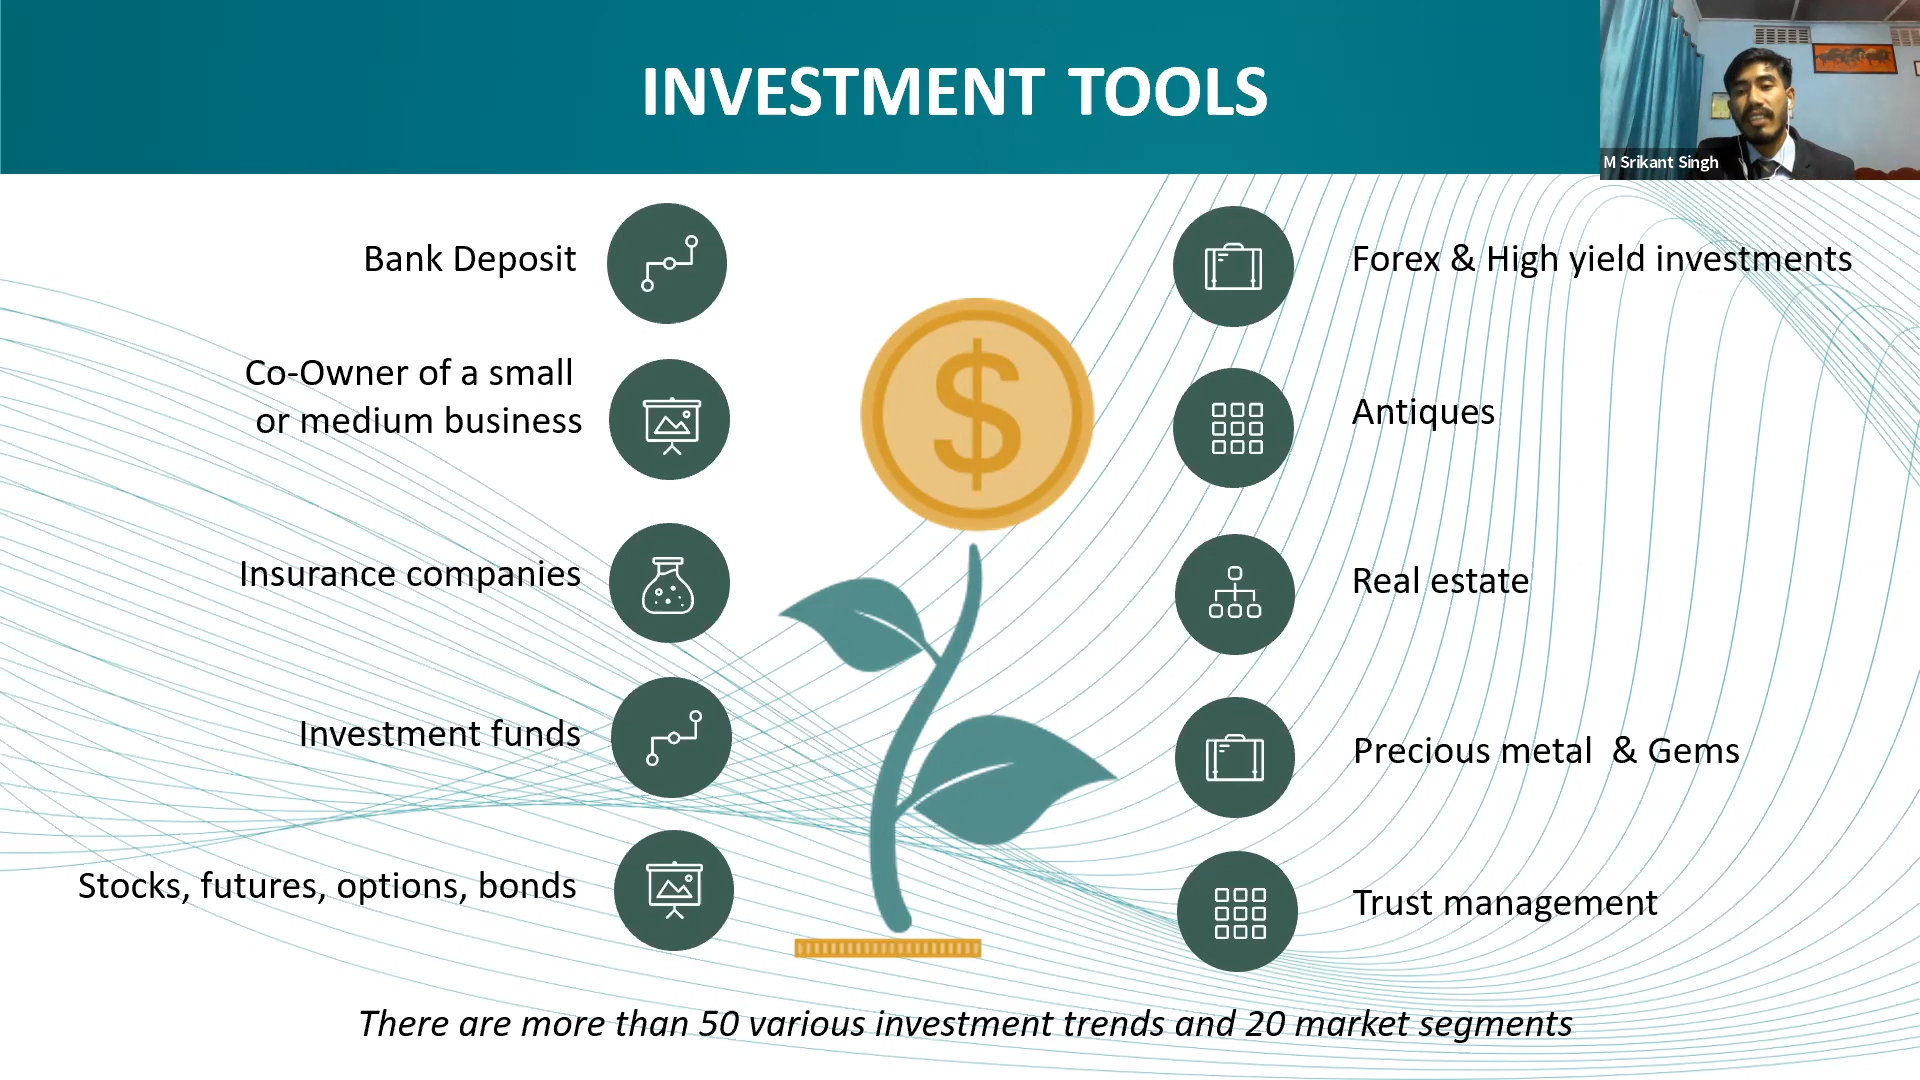 INVESTMENT TOOLS
M Srikant Singh
Bank Deposit
Co-Owner of a small
or medium business
Insurance companies
Investment funds
Stocks, futures, options, bonds
Forex & High yield investments
Antiques
Real estate
Precious metal & Gems
Trust management
There are more than 50 various investment trends and 20 market segments